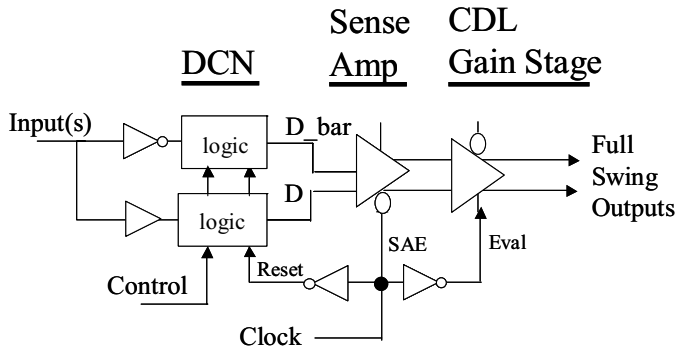 Sense
Amp
CDL
Gain Stage
DCN
Input(s)
logic
D_bar
Full
Swing
Outputs
logic
D
SAE
Eval
Reset
Control
Clock